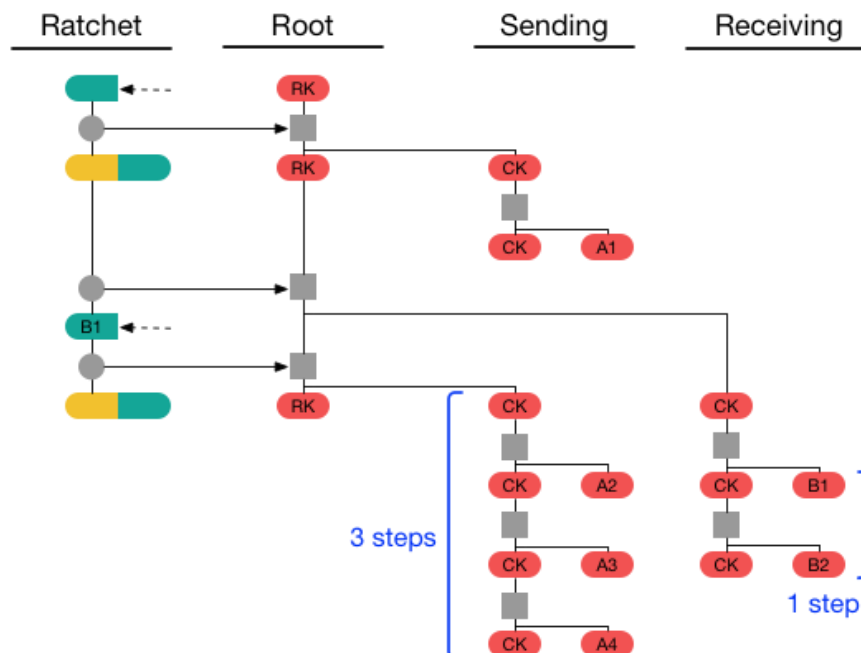 Ratchet Root Sending Receiving
RK
RK CK
CK A1
B1
RK CK CK
CK A2 CK B1
3 steps
CK A3 CK B2
1 step
CK A4